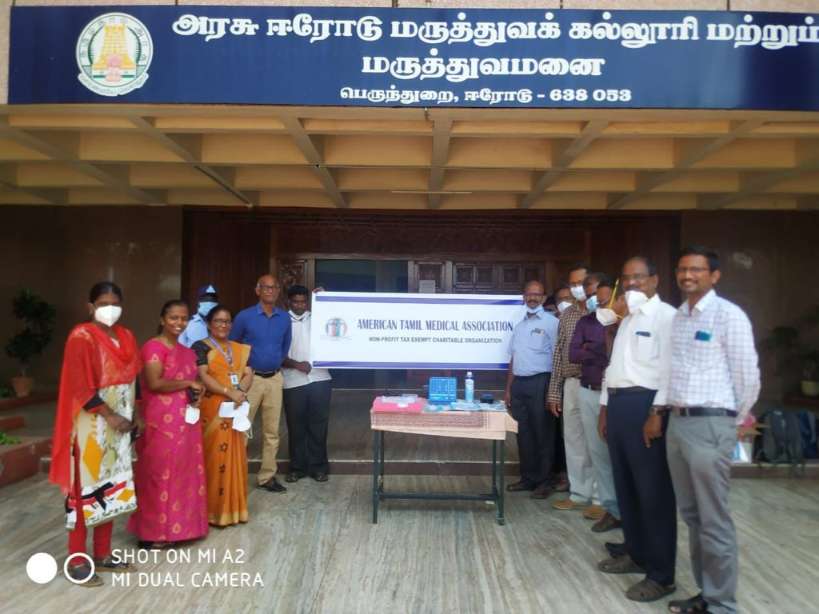 அரசு ஈரோடு மருத்துவக் கல்லூரி மற்றும்
மருத்துவமனை
பெருந்துறை, ஈரோடு - 638 053
AMERICAN TAMIL MEDICAL ASSOCIATION
NON-PROFIT TAX EXEMPT CHARITABLE ORGANIZATION
SHOT ON MI A2
MI DUAL CAMERA